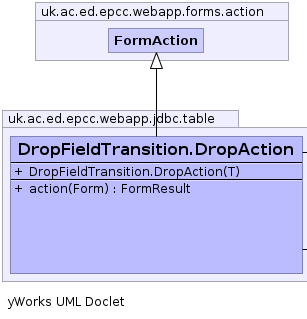 uk.ac.ed.epcc.webapp.forms.action
FormAction
uk.ac.ed.epcc.webapp.jdbc.table
DropFieldTransition.DropAction
+ DropFieldTransition.DropAction(T)
+ action(Form) : FormResult
yWorks UML Doclet